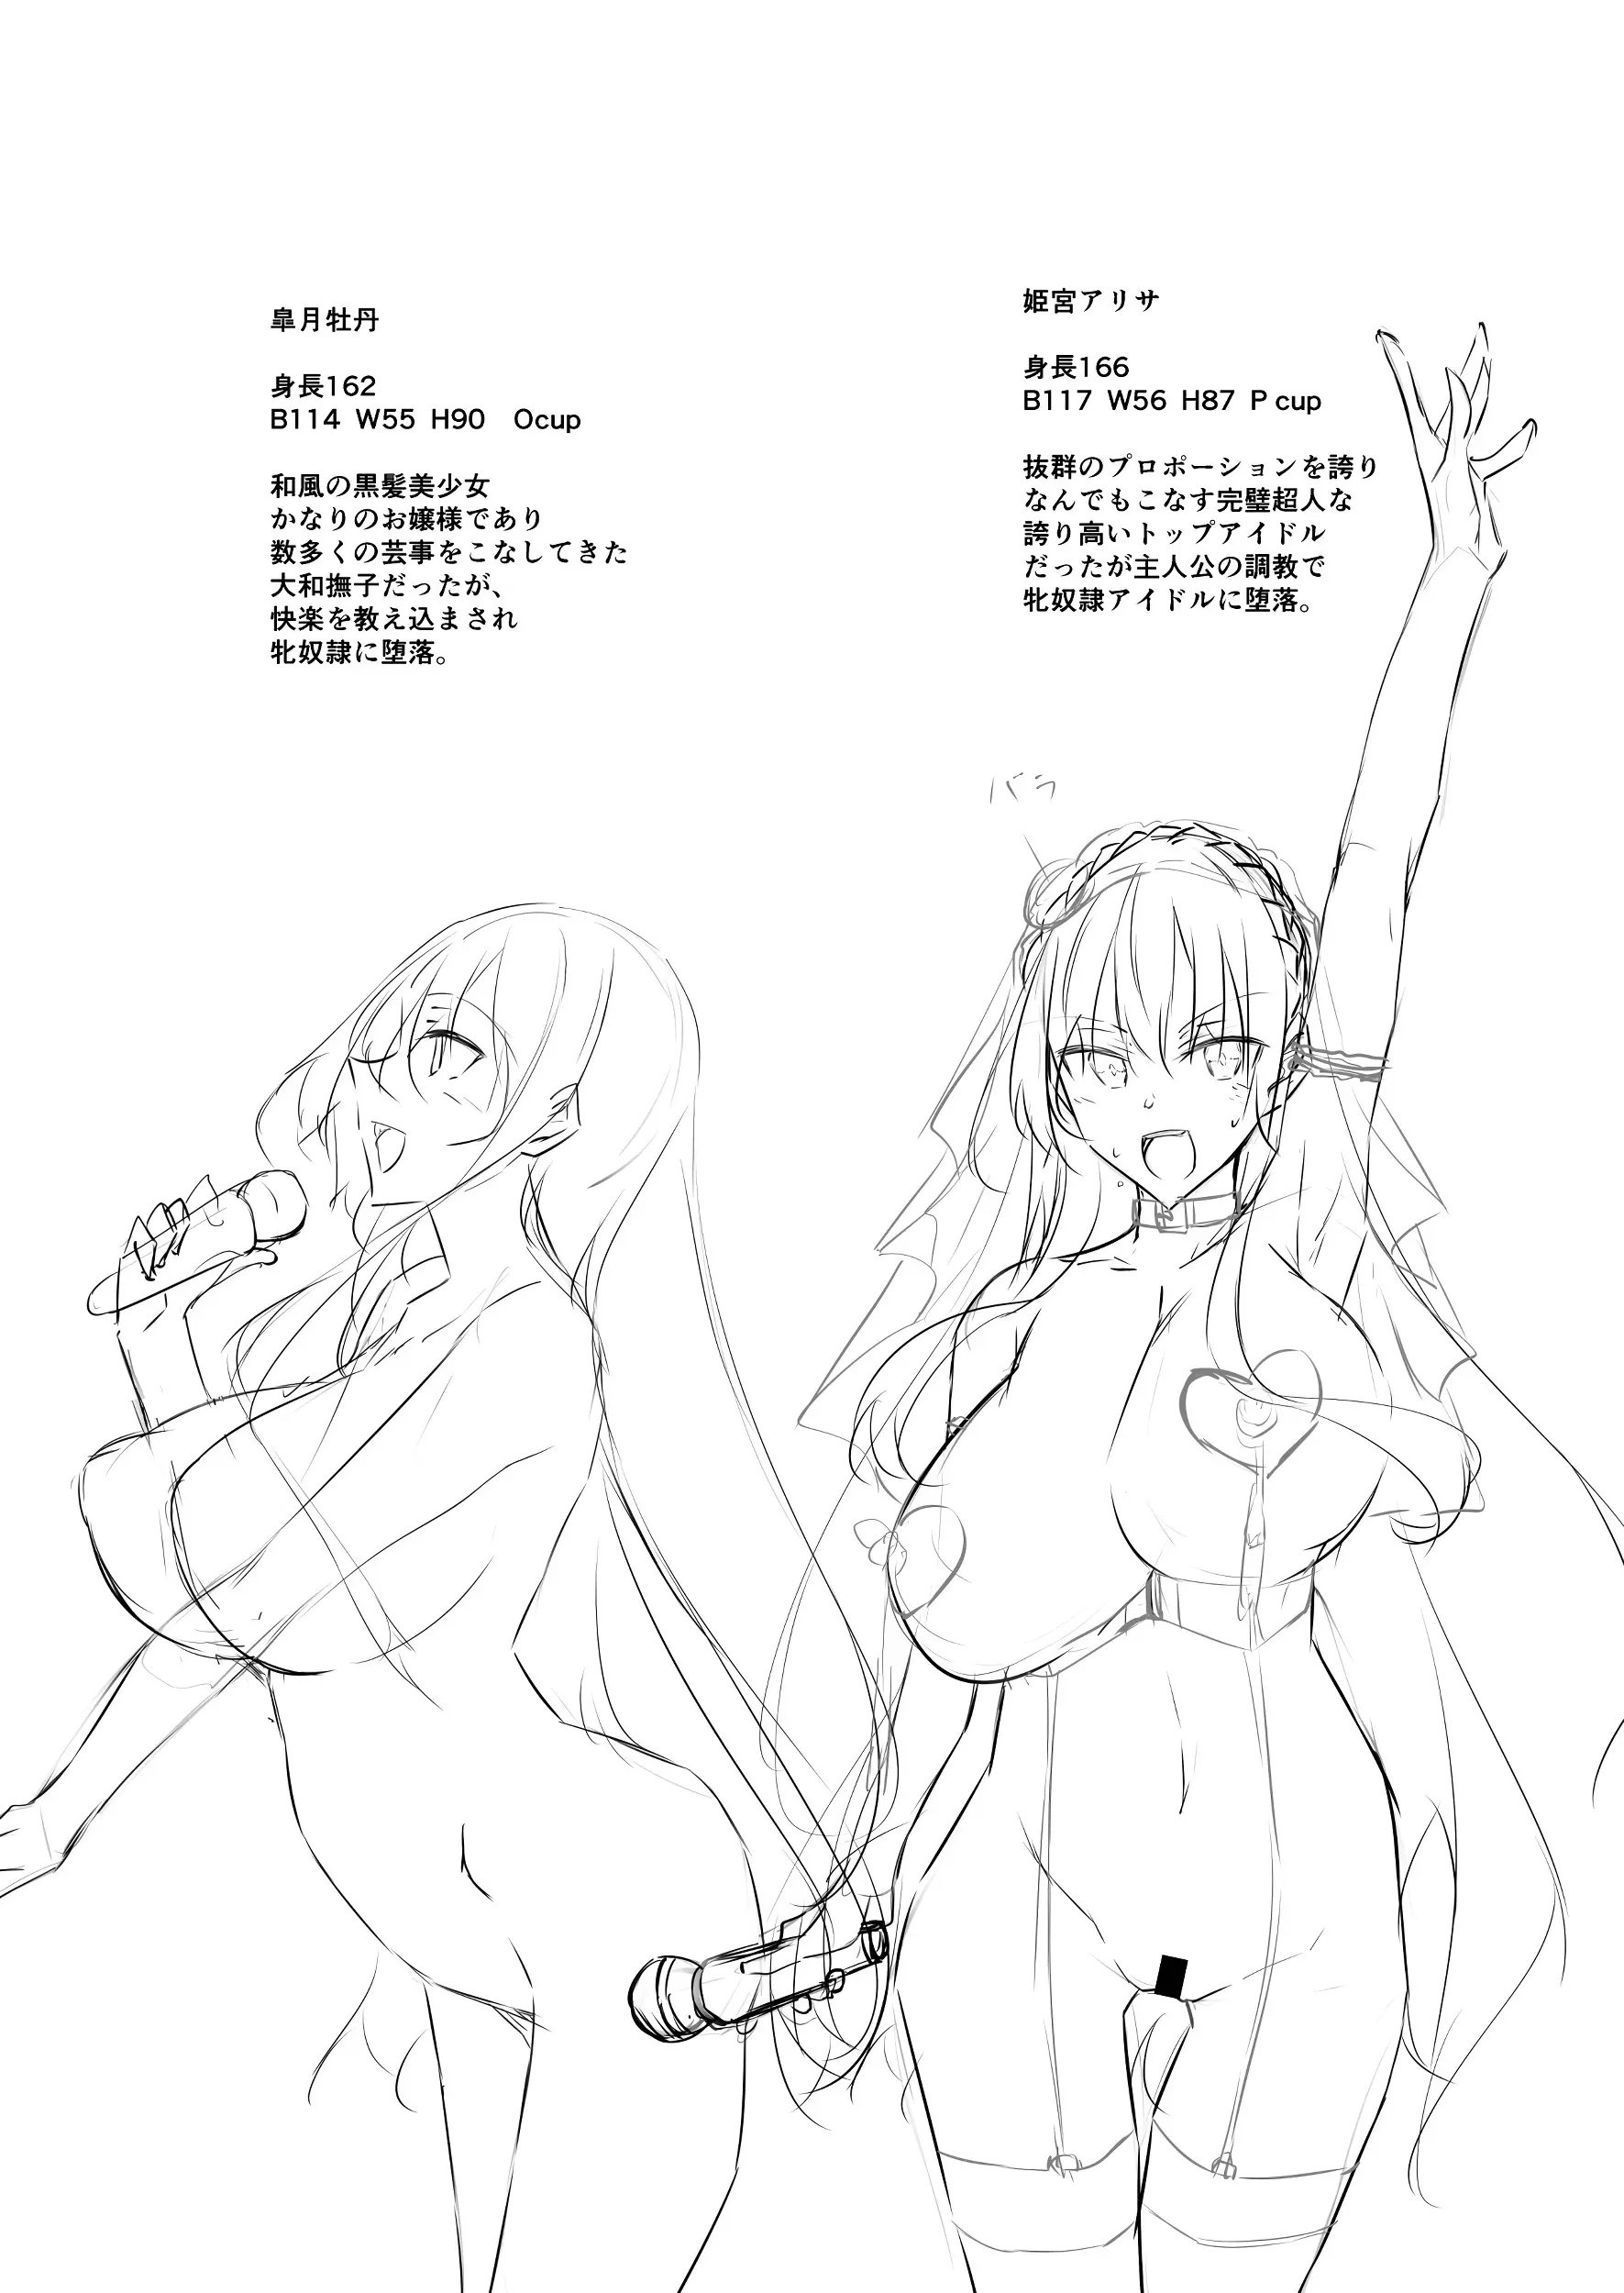 皐月牡丹
身長162
B114 W55 H90　Ocup
和風の黒髪美少女
かなりのお嬢様であり
数多くの芸事をこなしてきた
大和撫子だったが、
快楽を教え込まされ
牝奴隷に堕落。
姫宮アリサ
身長166
B117 W56 H87 P cup
抜群のプロポーションを誇り
なんでもこなす完璧超人な
誇り高いトップアイドル
だったが主人公の調教で
牝奴隷アイドルに堕落。
バラ